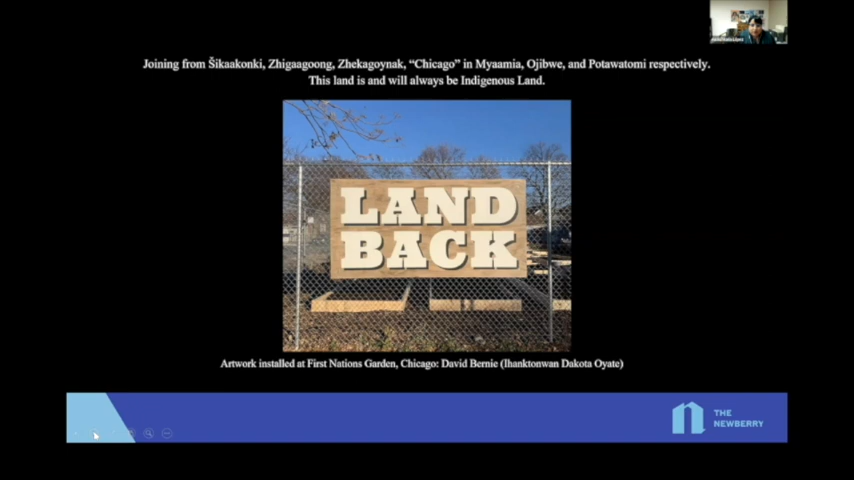 Joining from Šikaakonki, Zhigaagoong, Zhekagoynak, “Chicago” in Myaamia, Ojibwe, and Potawatomi respectively.
This land is and will always be Indigenous Land.
LAND
BACK
Artwork installed at First Nations Garden, Chicago: David Bernie (Ihanktonwan Dakota Oyate)
THE
NEWBERRY